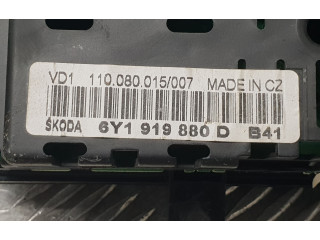 VD1 110.080.015/007 MADE IN CZ
ŠKODA 6Y1 919 880 D B41